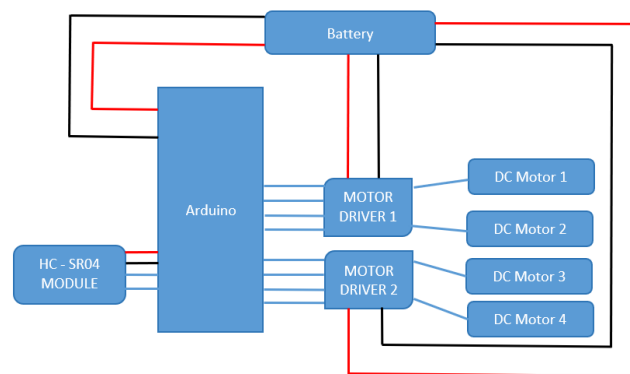 Battery
Arduino
MOTOR
DRIVER 1
DC Motor 1
DC Motor 2
HC - SR04
MODULE
MOTOR
DRIVER 2
DC Motor 3
DC Motor 4